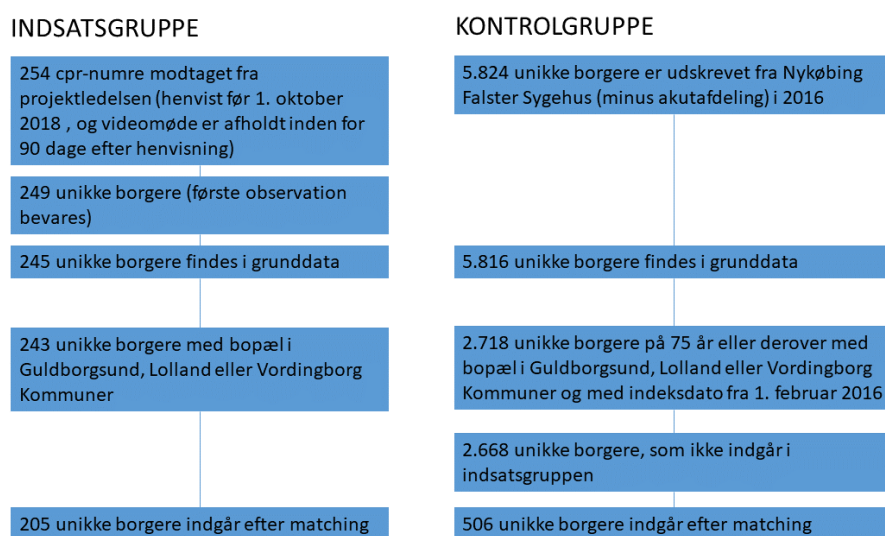 INDSATSGRUPPE
254 cpr-numre modtaget fra
projektledelsen (henvist før 1. oktober
2018 , og videomøde er afholdt inden for
90 dage efter henvisning)
249 unikke borgere (første observation
bevares)
245 unikke borgere findes i grunddata
243 unikke borgere med bopæl i
Guldborgsund, Lolland eller Vordingborg
Kommuner
205 unikke borgere indgår efter matching
KONTROLGRUPPE
5.824 unikke borgere er udskrevet fra Nykøbing
Falster Sygehus (minus akutafdeling) i 2016
5.816 unikke borgere findes i grunddata
2.718 unikke borgere på 75 år eller derover med
bopæl i Guldborgsund, Lolland eller Vordingborg
Kommuner og med indeksdato fra 1. februar 2016
2.668 unikke borgere, som ikke indgår i
indsatsgruppen
506 unikke borgere indgår efter matching